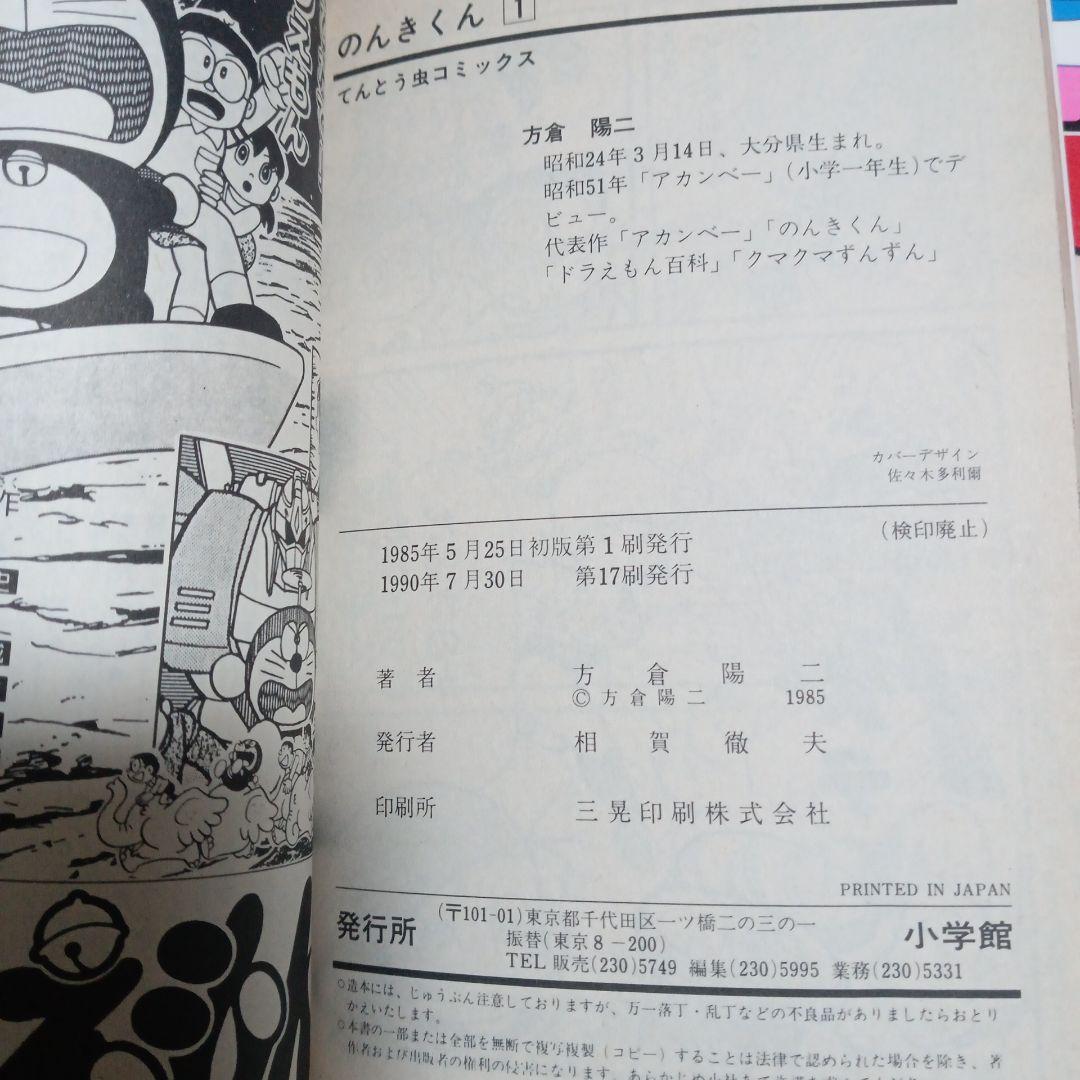 のんきくん 1
てんとう虫コミックス
方倉 陽二
昭和24年3月14日、大分県生まれ。
昭和51年「アカンベー」(小学一年生)でデ
ビュー。
代表作「アカンベー」「のんきくん」
「ドラえもん百科」「クマクマずんずん」
カバーデザイン
佐々木多利爾
(検印廃止)
1985年5月25日初版第1刷発行
1990年7月30日 第17刷発行
著者 方倉陽二
© 方倉陽二 1985
発行者 相賀徹夫
印刷所 三晃印刷株式会社
PRINTED IN JAPAN
発行所 (〒101-01)東京都千代田区一ツ橋二の三の一 小学館
振替(東京8-200)
TEL 販売(230)5749 編集(230)5995 業務(230)5331
○造本には、じゅうぶん注意しておりますが、万一落丁・乱丁などの不良品がありましたらおとり
かえいたします。
○本書の一部または全部を無断で複写複製(コピー)することは法律で認められた場合を除き、著
作者および出版者の権利の侵害になります。あらかじめ小社あて
作